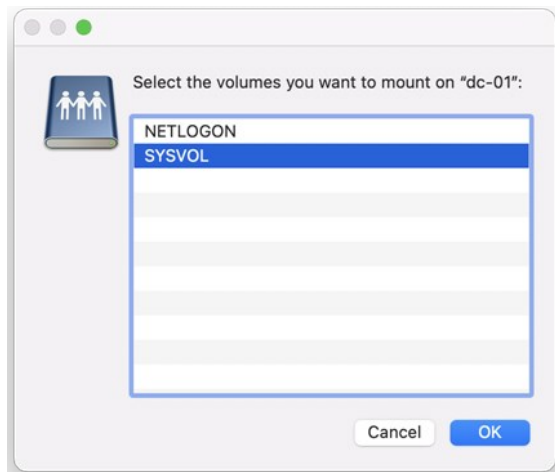 Select the volumes you want to mount on “dc-01”:
NETLOGON
SYSVOL
Cancel
OK